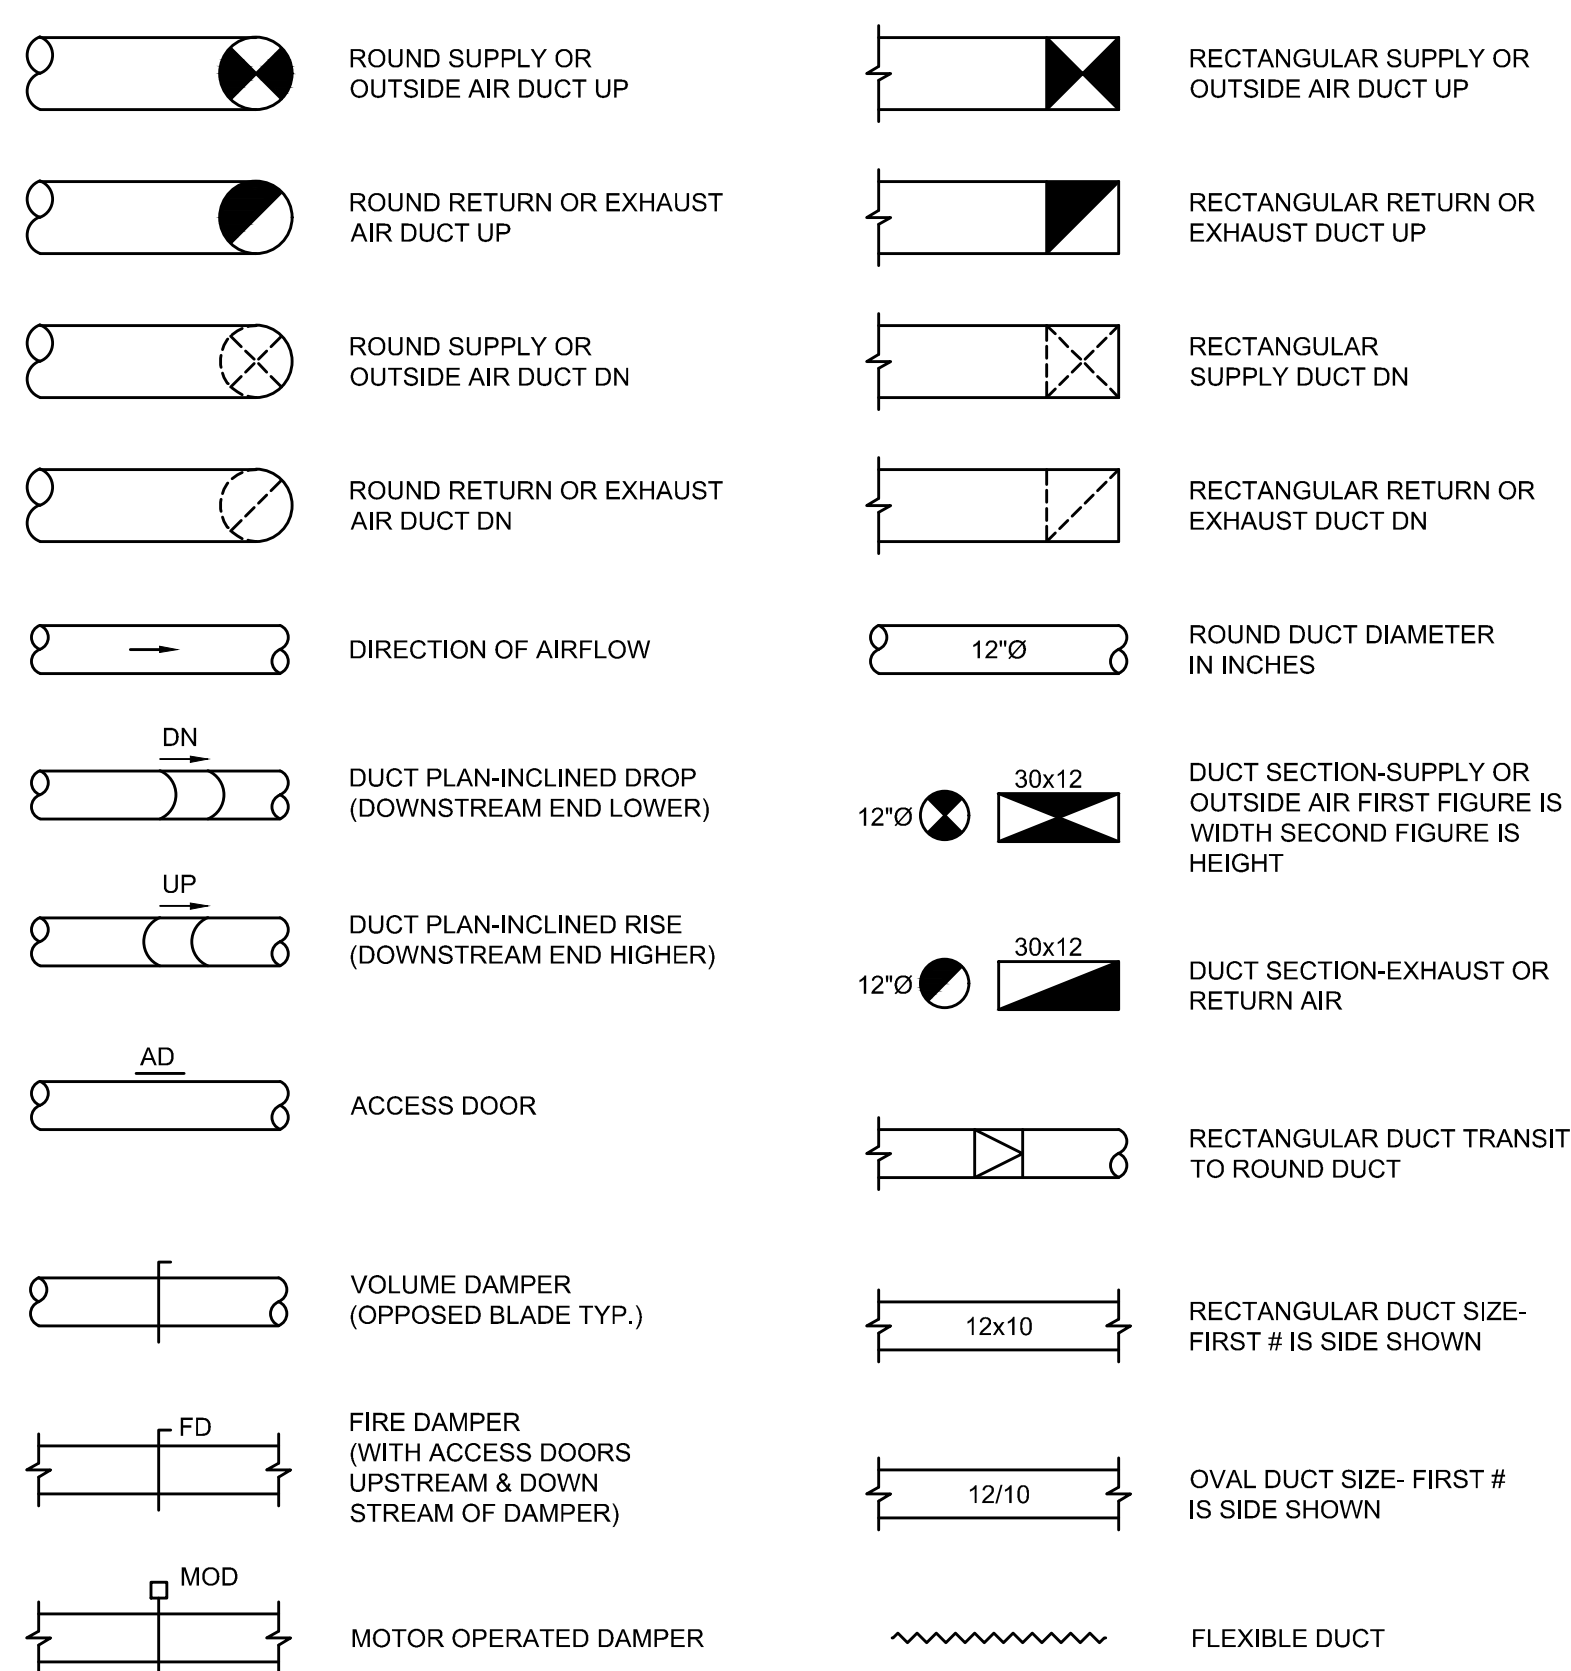 ROUND SUPPLY OR
OUTSIDE AIR DUCT UP
ROUND RETURN OR EXHAUST
AIR DUCT UP
ROUND SUPPLY OR
OUTSIDE AIR DUCT DN
ROUND RETURN OR EXHAUST
AIR DUCT DN
DIRECTION OF AIRFLOW
DN
DUCT PLAN-INCLINED DROP
(DOWNSTREAM END LOWER)
UP
DUCT PLAN-INCLINED RISE
(DOWNSTREAM END HIGHER)
AD
ACCESS DOOR
VOLUME DAMPER
(OPPOSED BLADE TYP.)
FD
FIRE DAMPER
(WITH ACCESS DOORS
UPSTREAM & DOWN
STREAM OF DAMPER)
MOD
MOTOR OPERATED DAMPER
RECTANGULAR SUPPLY OR
OUTSIDE AIR DUCT UP
RECTANGULAR RETURN OR
EXHAUST DUCT UP
RECTANGULAR
SUPPLY DUCT DN
RECTANGULAR RETURN OR
EXHAUST DUCT DN
12"Ø
ROUND DUCT DIAMETER
IN INCHES
12"Ø
30x12
DUCT SECTION-SUPPLY OR
OUTSIDE AIR FIRST FIGURE IS
WIDTH SECOND FIGURE IS
HEIGHT
12"Ø
30x12
DUCT SECTION-EXHAUST OR
RETURN AIR
RECTANGULAR DUCT TRANSIT
TO ROUND DUCT
12x10
RECTANGULAR DUCT SIZE-
FIRST # IS SIDE SHOWN
12/10
OVAL DUCT SIZE- FIRST #
IS SIDE SHOWN
FLEXIBLE DUCT